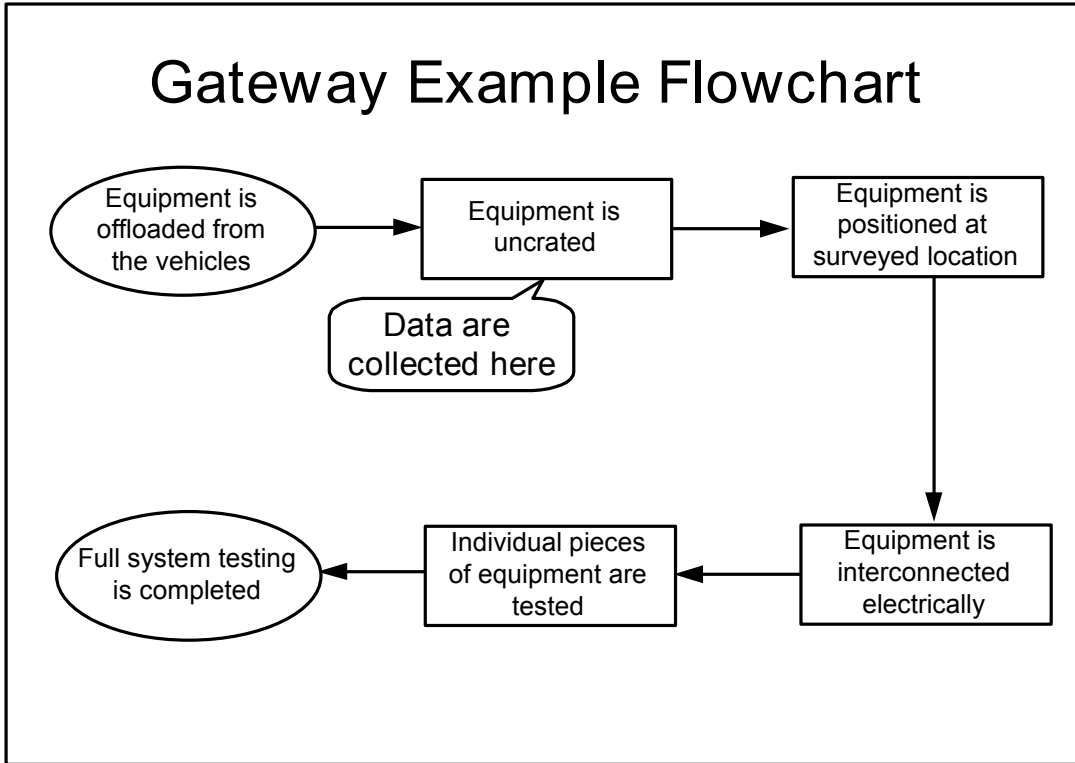 Gateway Example Flowchart
Equipment is
offloaded from
the vehicles
Equipment is
uncrated
Data are
collected here
Equipment is
positioned at
surveyed location
Equipment is
interconnected
electrically
Individual pieces
of equipment are
tested
Full system testing
is completed